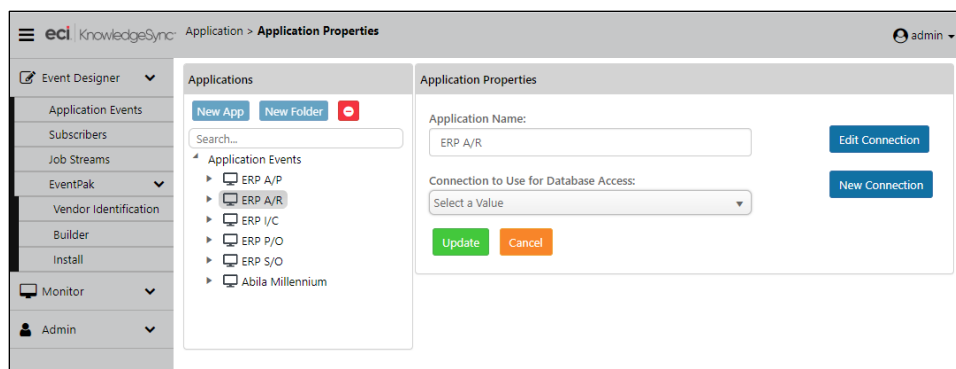 eci KnowledgeSync Application > Application Properties admin
Event Designer
Application Events
Subscribers
Job Streams
EventPak
Vendor Identification
Builder
Install
Monitor
Admin
Applications
New App New Folder
Search...
Application Events
ERP A/P
ERP A/R
ERP I/C
ERP P/O
ERP S/O
Abila Millennium
Application Properties
Application Name:
ERP A/R
Edit Connection
Connection to Use for Database Access:
New Connection
Select a Value
Update Cancel